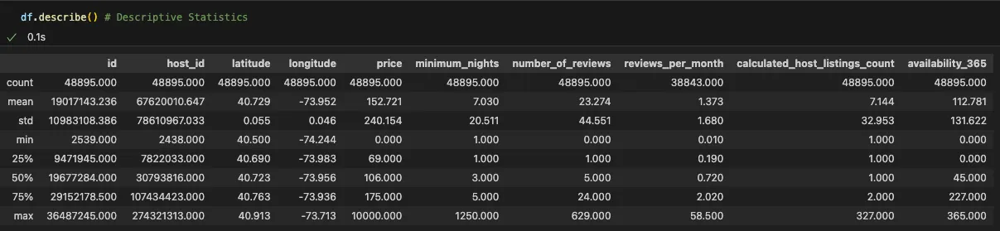 df.describe() # Descriptive Statistics
0.1s
id host_id latitude longitude price minimum_nights number_of_reviews reviews_per_month calculated_host_listings_count availability_365
count 48895.000 48895.000 48895.000 48895.000 48895.000 48895.000 48895.000 38843.000 48895.000 48895.000
mean 19017143.236 67620010.647 40.729 -73.952 152.721 7.030 23.274 1.373 7.144 112.781
std 10983108.386 78610967.033 0.055 0.046 240.154 20.511 44.551 1.680 32.953 131.622
min 2539.000 2438.000 40.500 -74.244 0.000 1.000 0.000 0.010 1.000 0.000
25% 9471945.000 7822033.000 40.690 -73.983 69.000 1.000 1.000 0.190 1.000 0.000
50% 19677284.000 30793816.000 40.723 -73.956 106.000 3.000 5.000 0.720 1.000 45.000
75% 29152178.500 107434423.000 40.763 -73.936 175.000 5.000 24.000 2.020 2.000 227.000
max 36487245.000 274321313.000 40.913 -73.713 10000.000 1250.000 629.000 58.500 327.000 365.000